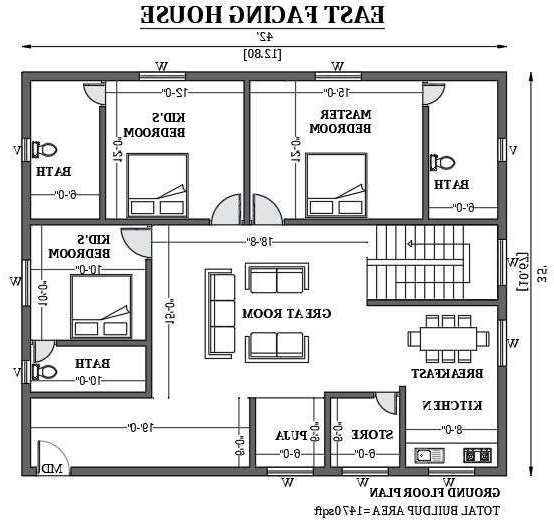 EAST FACING HOUSE
42'
[12.80]
W
W
12'-0"
15'-0"
KID'S
BEDROOM
MASTER
BEDROOM
12'-0"
12'-0"
V
V
BATH
BATH
6'-0"
6'-0"
KID'S
BEDROOM
10'-0"
10'-0"
18'-8"
15'-0"
GREAT ROOM
W
W
[10.67]
35'
W
V
BATH
10'-0"
BREAKFAST
KITCHEN
8'-0"
19'-0"
6'-0"
PUJA
6'-0"
6'-0"
STORE
6'-0"
MD
W
W
W
GROUND FLOOR PLAN
TOTAL BUILDUP AREA=1470sqft